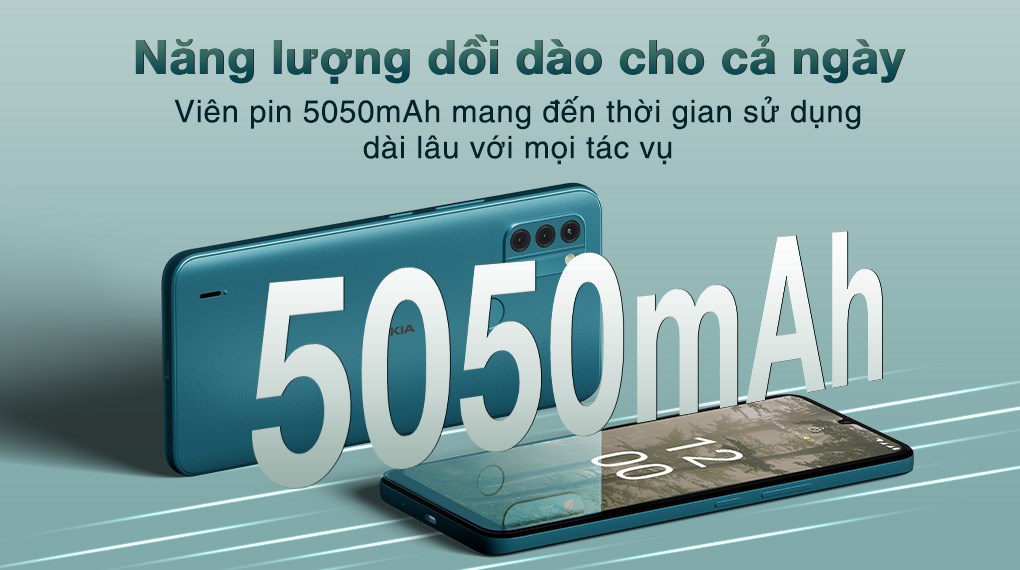 Năng lượng dồi dào cho cả ngày
Viên pin 5050mAh mang đến thời gian sử dụng
dài lâu với mọi tác vụ
KIA
5050mAh
12
00